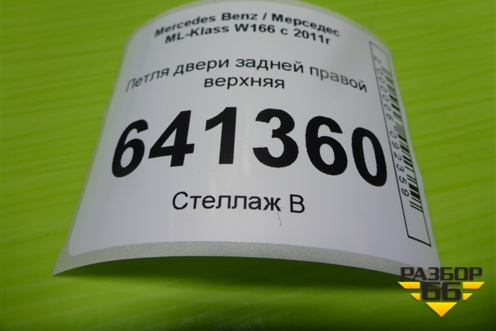 Mercedes Benz / Мерседес
ML-Klass W166 с 2011г
Петля двери задней правой
верхняя
641360
Стеллаж В
РАЗБОР
66